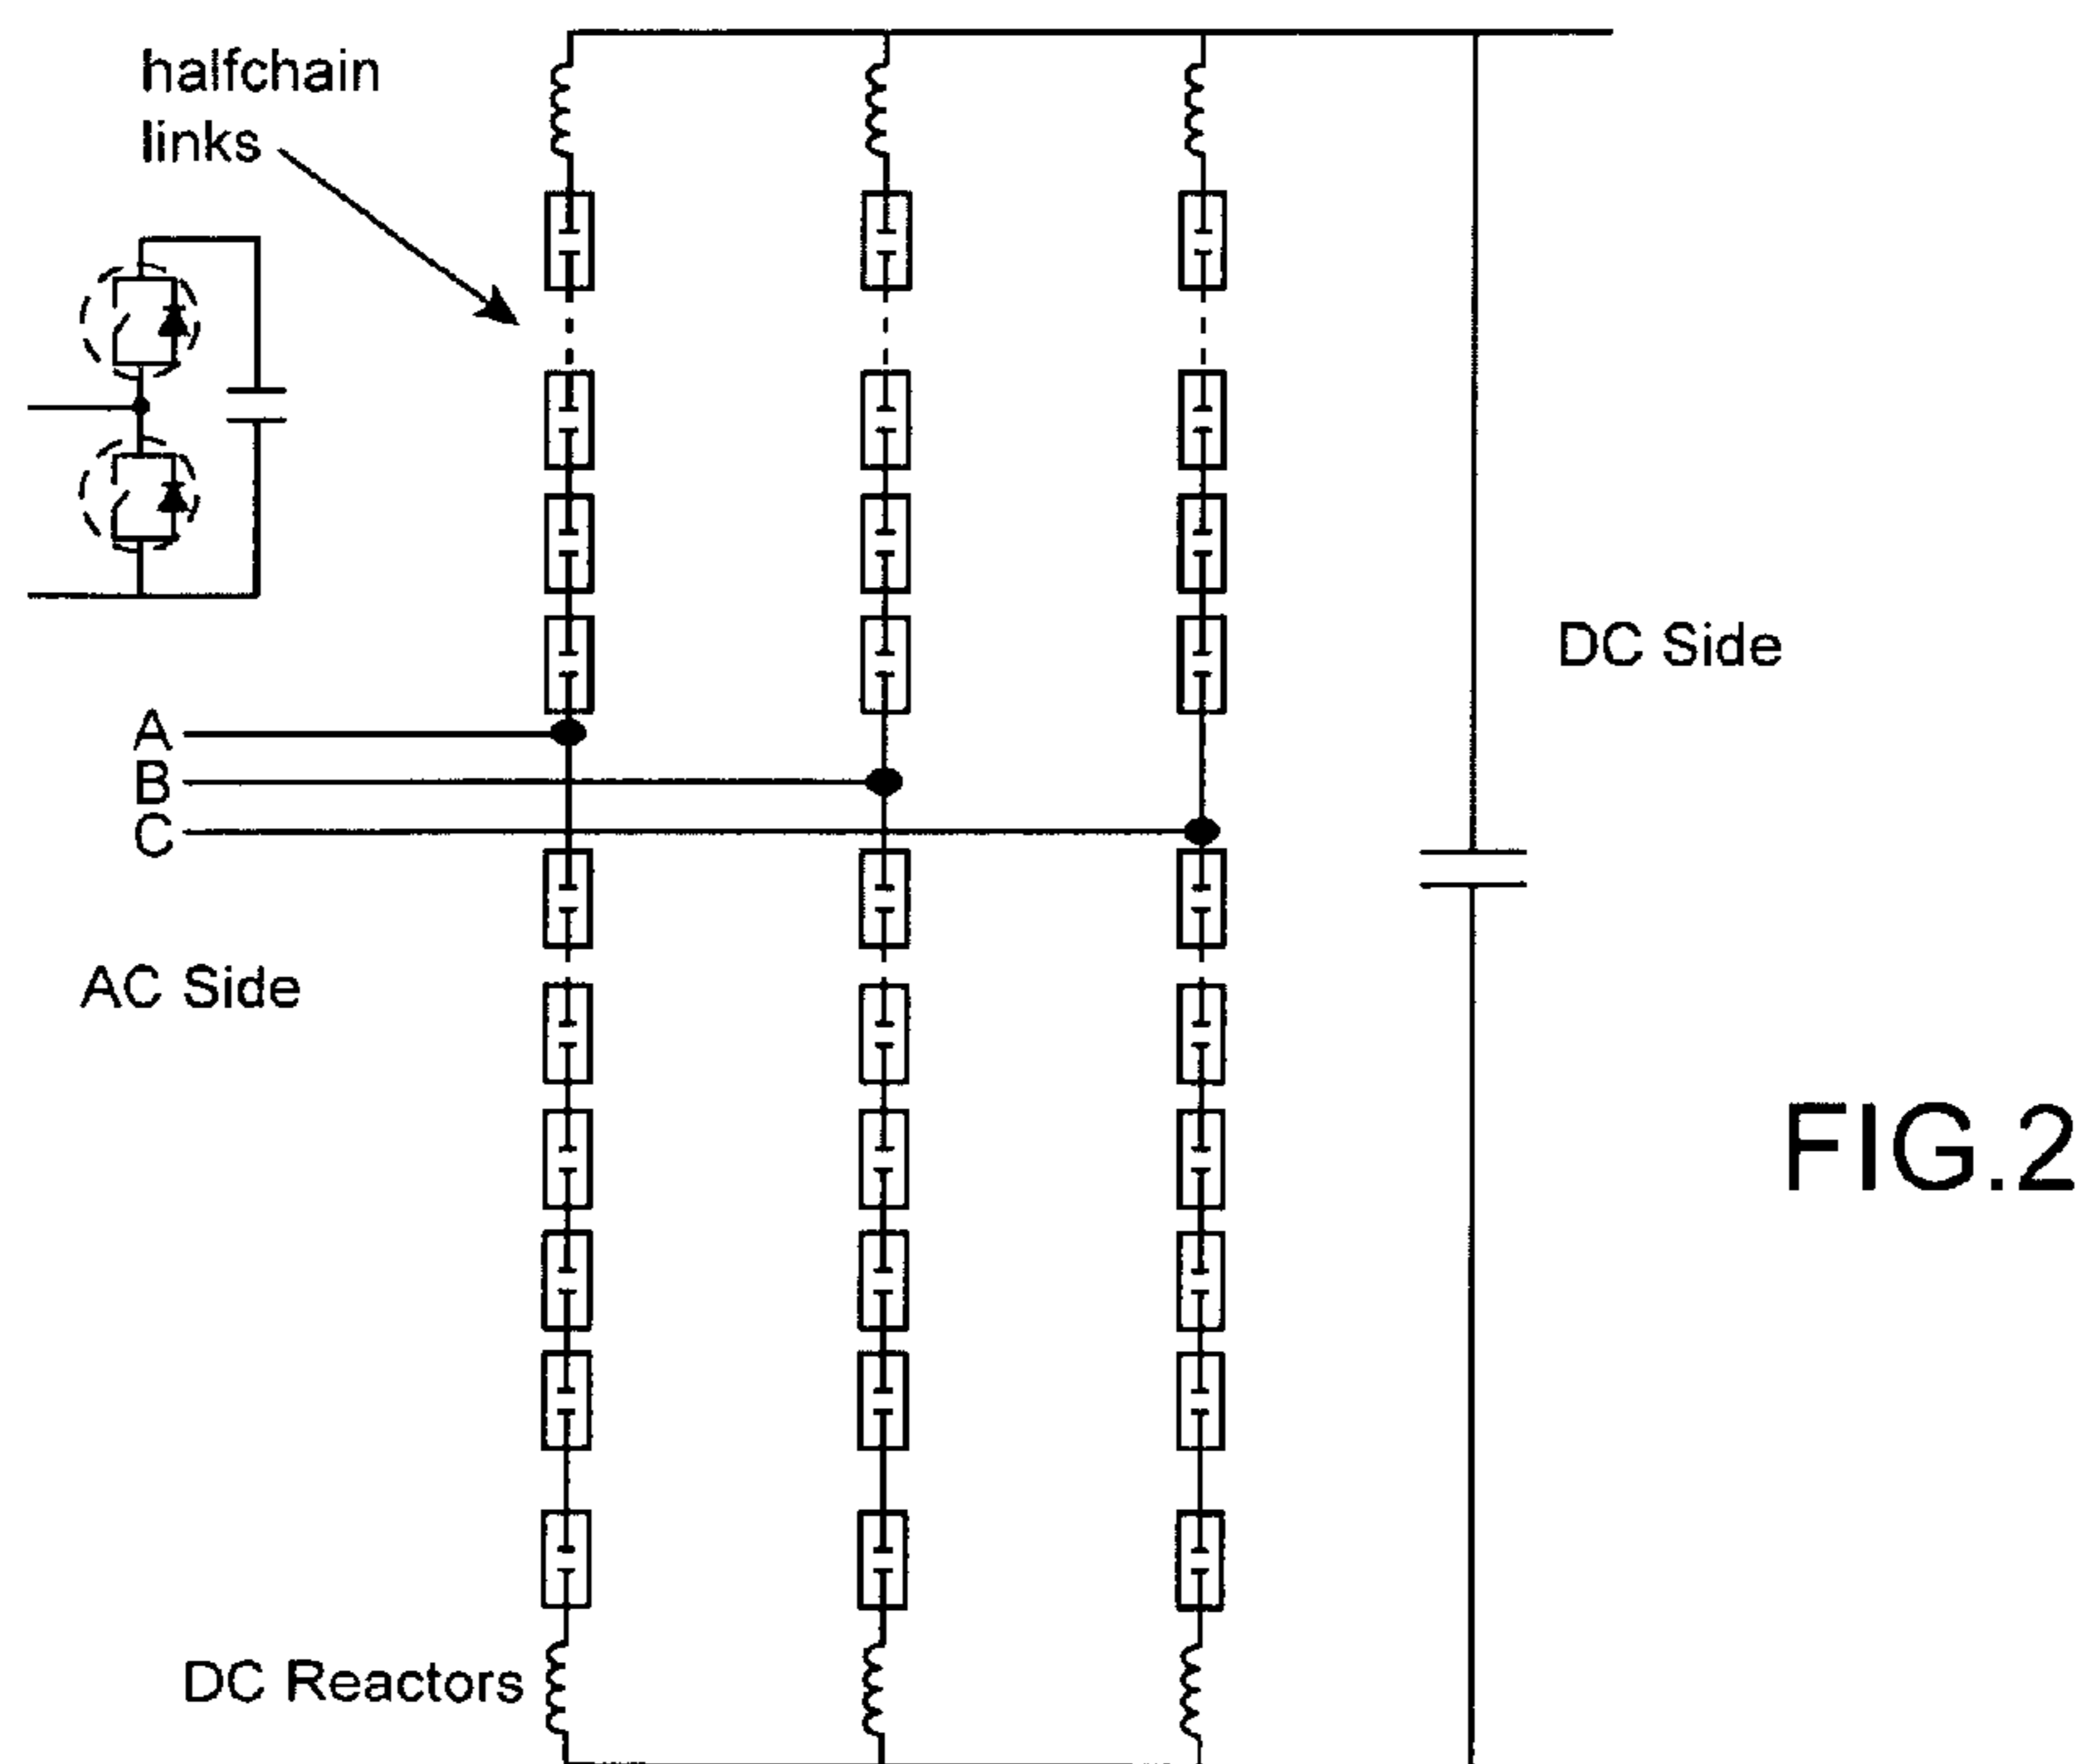 halfchain
links
DC Side
A
B
C
AC Side
FIG.2
DC Reactors